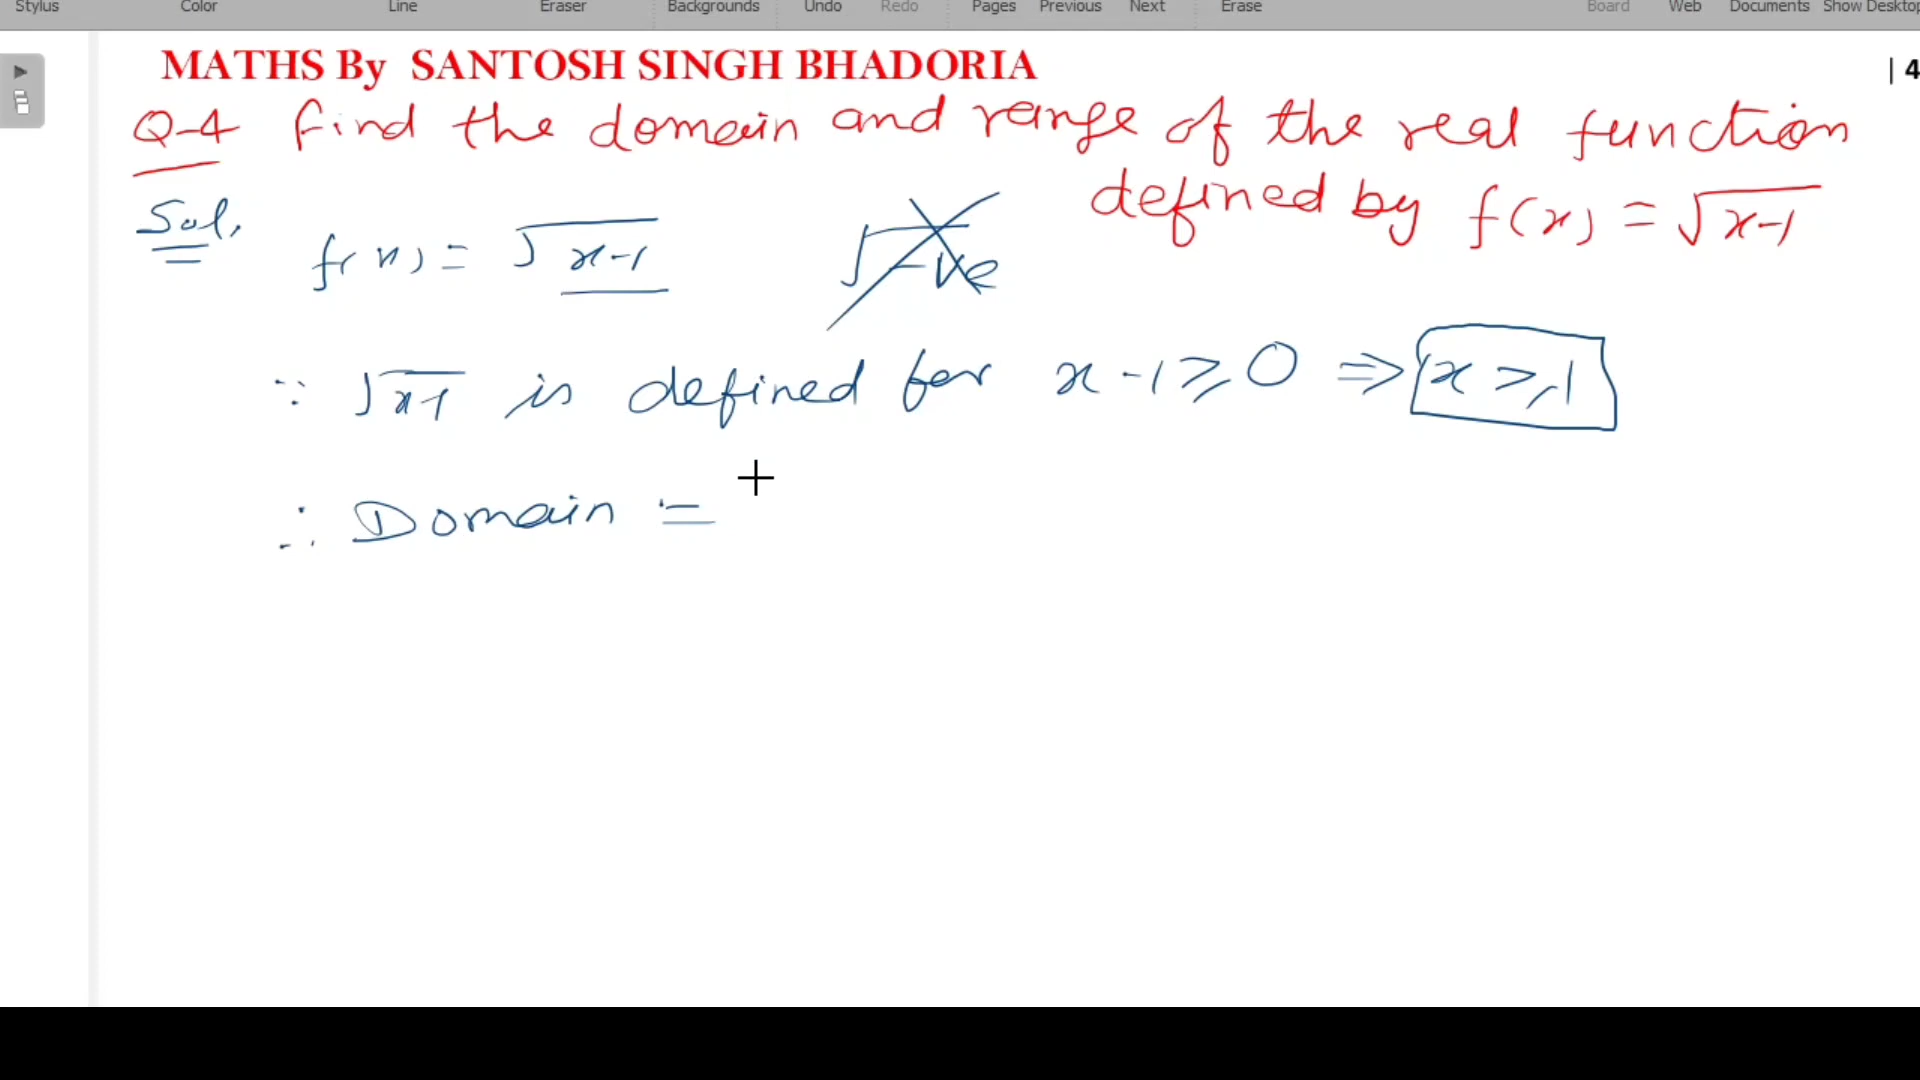 Stylus Color Line Eraser Backgrounds Undo Redo Pages Previous Next Erase Board Web Documents Show Desktop
MATHS By SANTOSH SINGH BHADORIA | 4
Q-4 find the domain and range of the real function
defined by f(x) = √x-1
Sol.
f(x) = √x-1 √-ve
∵ √x-1 is defined for x-1 ≥ 0 ⇒ x ≥ 1
∴ Domain =